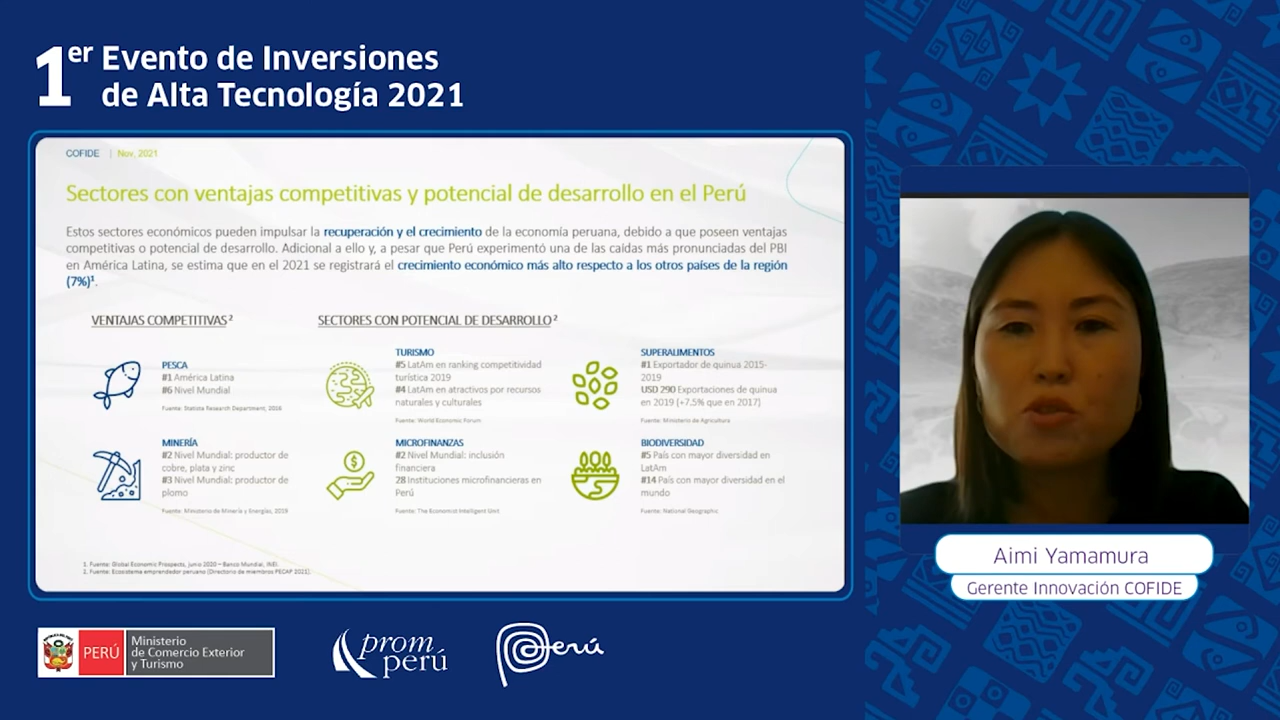 1er Evento de Inversiones
de Alta Tecnología 2021
COFIDE | Nov, 2021
Sectores con ventajas competitivas y potencial de desarrollo en el Perú
Estos sectores económicos pueden impulsar la recuperación y el crecimiento de la economía peruana, debido a que poseen ventajas
competitivas o potencial de desarrollo. Adicional a ello y, a pesar que Perú experimentó una de las caídas más pronunciadas del PBI
en América Latina, se estima que en el 2021 se registrará el crecimiento económico más alto respecto a los otros países de la región
(7%)¹.
VENTAJAS COMPETITIVAS²
PESCA
#1 América Latina
#6 Nivel Mundial
Fuente: Statista Research Department, 2016
MINERÍA
#2 Nivel Mundial: productor de
cobre, plata y zinc
#3 Nivel Mundial: productor de
plomo
Fuente: Ministerio de Minería y Energías, 2019
SECTORES CON POTENCIAL DE DESARROLLO²
TURISMO
#5 LatAm en ranking competitividad
turística 2019
#4 LatAm en atractivos por recursos
naturales y culturales
Fuente: World Economic Forum
SUPERALIMENTOS
#1 Exportador de quinua 2015-
2019
USD 290 Exportaciones de quinua
en 2019 (+7.5% que en 2017)
Fuente: Ministerio de Agricultura
MICROFINANZAS
#2 Nivel Mundial: inclusión
financiera
28 Instituciones microfinancieras en
Perú
Fuente: The Economist Intelligent Unit
BIODIVERSIDAD
#5 País con mayor diversidad en
LatAm
#14 País con mayor diversidad en el
mundo
Fuente: National Geographic
1. Fuente: Global Economic Prospects, junio 2020 – Banco Mundial, INEI.
2. Fuente: Ecosistema emprendedor peruano (Directorio de miembros PECAP 2021).
Aimi Yamamura
Gerente Innovación COFIDE
PERÚ
Ministerio
de Comercio Exterior
y Turismo
prom
perú
Perú